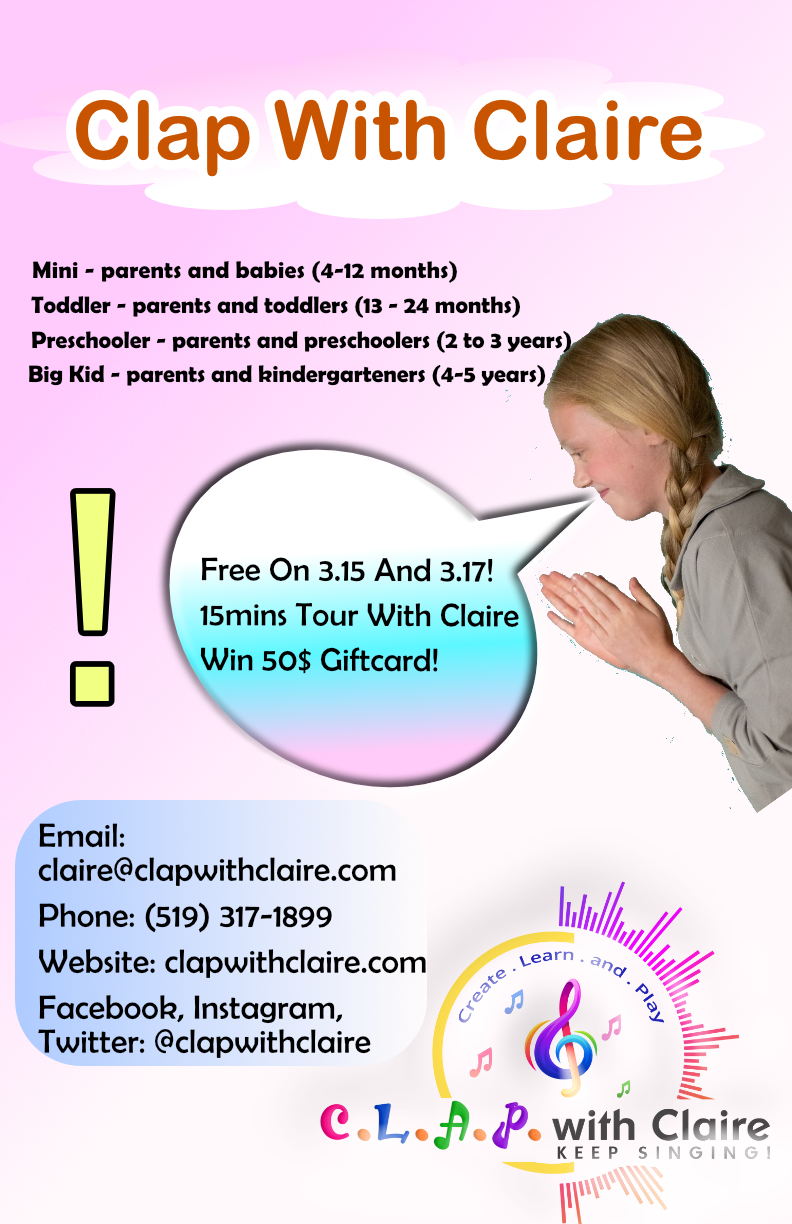 Clap With Claire
Mini - parents and babies (4-12 months)
Toddler - parents and toddlers (13 - 24 months)
Preschooler - parents and preschoolers (2 to 3 years)
Big Kid - parents and kindergarteners (4-5 years)
!
Free On 3.15 And 3.17!
15mins Tour With Claire
Win 50$ Giftcard!
Email:
claire@clapwithclaire.com
Phone: (519) 317-1899
Website: clapwithclaire.com
Facebook, Instagram,
Twitter: @clapwithclaire
Create . Learn . and . Play
C.L.A.P. with Claire
KEEP SINGING!